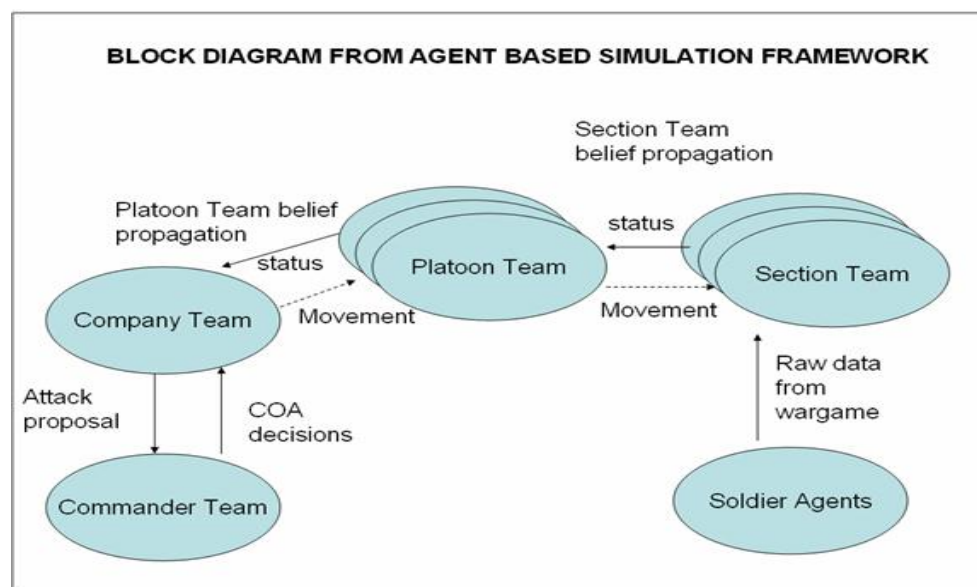 BLOCK DIAGRAM FROM AGENT BASED SIMULATION FRAMEWORK
Section Team
belief propagation
Platoon Team belief
propagation
status
status
Platoon Team
Section Team
Company Team
Movement
Movement
Attack
proposal
COA
decisions
Raw data
from
wargame
Commander Team
Soldier Agents